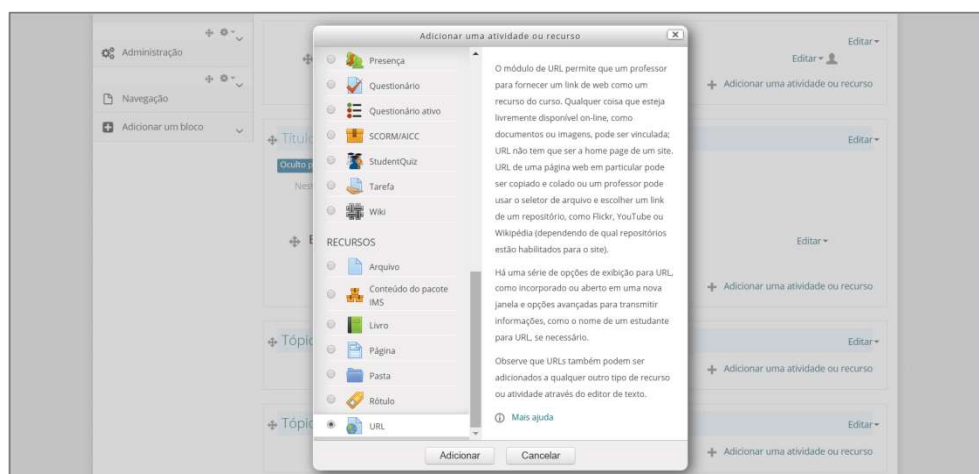 Adicionar uma atividade ou recurso
Administração
Navegação
Adicionar um bloco
Editar
Editar
Adicionar uma atividade ou recurso
Editar
Oculto
Editar
Adicionar uma atividade ou recurso
Editar
Adicionar uma atividade ou recurso
Editar
Adicionar uma atividade ou recurso
Presença
Questionário
Questionário ativo
SCORM/AICC
StudentQuiz
Tarefa
Wiki
RECURSOS
Arquivo
Conteúdo do pacote
IMS
Livro
Página
Pasta
Rótulo
URL
O módulo de URL permite que um professor
para fornecer um link de web como um
recurso do curso. Qualquer coisa que esteja
livremente disponível on-line, como
documentos ou imagens, pode ser vinculada;
URL não tem que ser a home page de um site.
URL de uma página web em particular pode
ser copiado e colado ou um professor pode
usar o seletor de arquivo e escolher um link
de um repositório, como Flickr, YouTube ou
Wikipédia (dependendo de qual repositórios
estão habilitados para o site).
Há uma série de opções de exibição para URL,
como incorporado ou aberto em uma nova
janela e opções avançadas para transmitir
informações, como o nome de um estudante
para URL, se necessário.
Observe que URLs também podem ser
adicionados a qualquer outro tipo de recurso
ou atividade através do editor de texto.
Mais ajuda
Adicionar
Cancelar